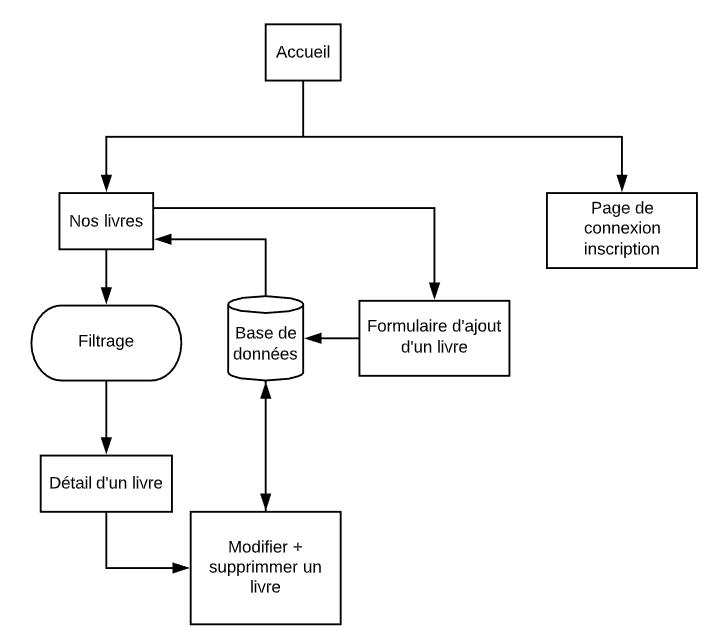 Accueil
Nos livres
Page de
connexion
inscription
Filtrage
Base de
données
Formulaire d'ajout
d'un livre
Détail d'un livre
Modifier +
supprimmer un
livre